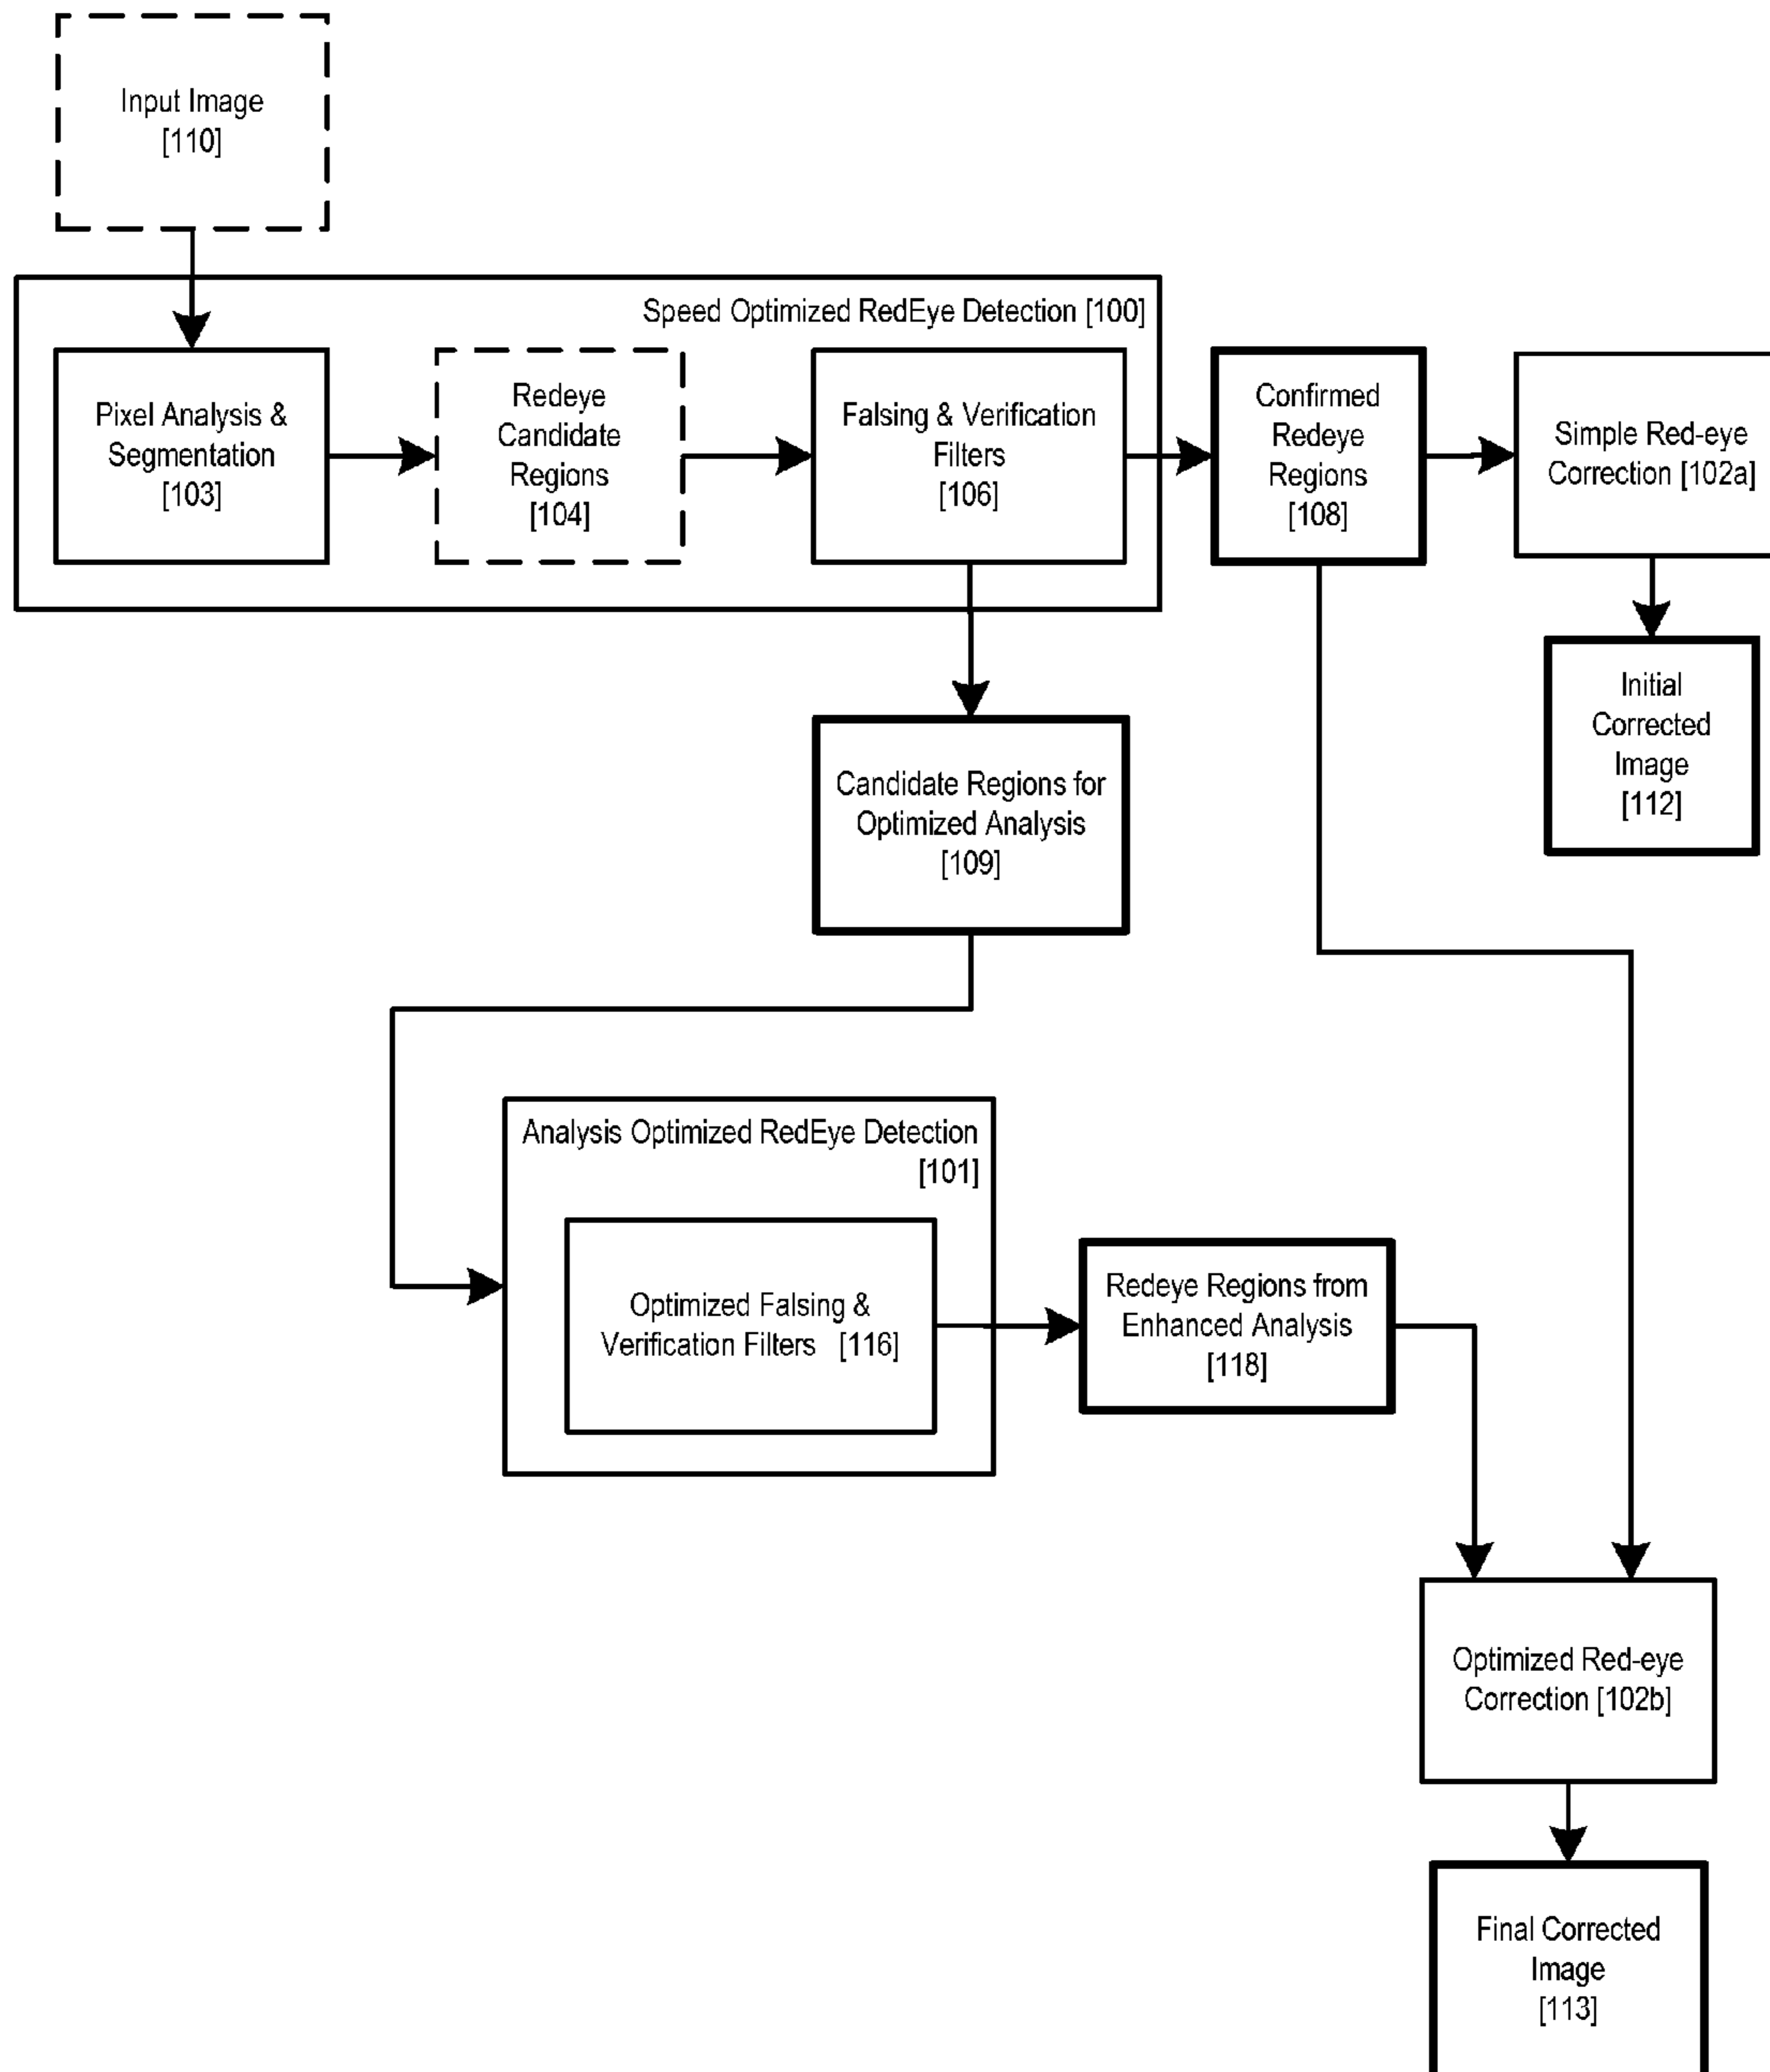 Input Image
[110]
Speed Optimized RedEye Detection [100]
Pixel Analysis &
Segmentation
[103]
Redeye
Candidate
Regions
[104]
Falsing & Verification
Filters
[106]
Confirmed
Redeye
Regions
[108]
Simple Red-eye
Correction [102a]
Initial
Corrected
Image
[112]
Candidate Regions for
Optimized Analysis
[109]
Analysis Optimized RedEye Detection
[101]
Optimized Falsing &
Verification Filters [116]
Redeye Regions from
Enhanced Analysis
[118]
Optimized Red-eye
Correction [102b]
Final Corrected
Image
[113]